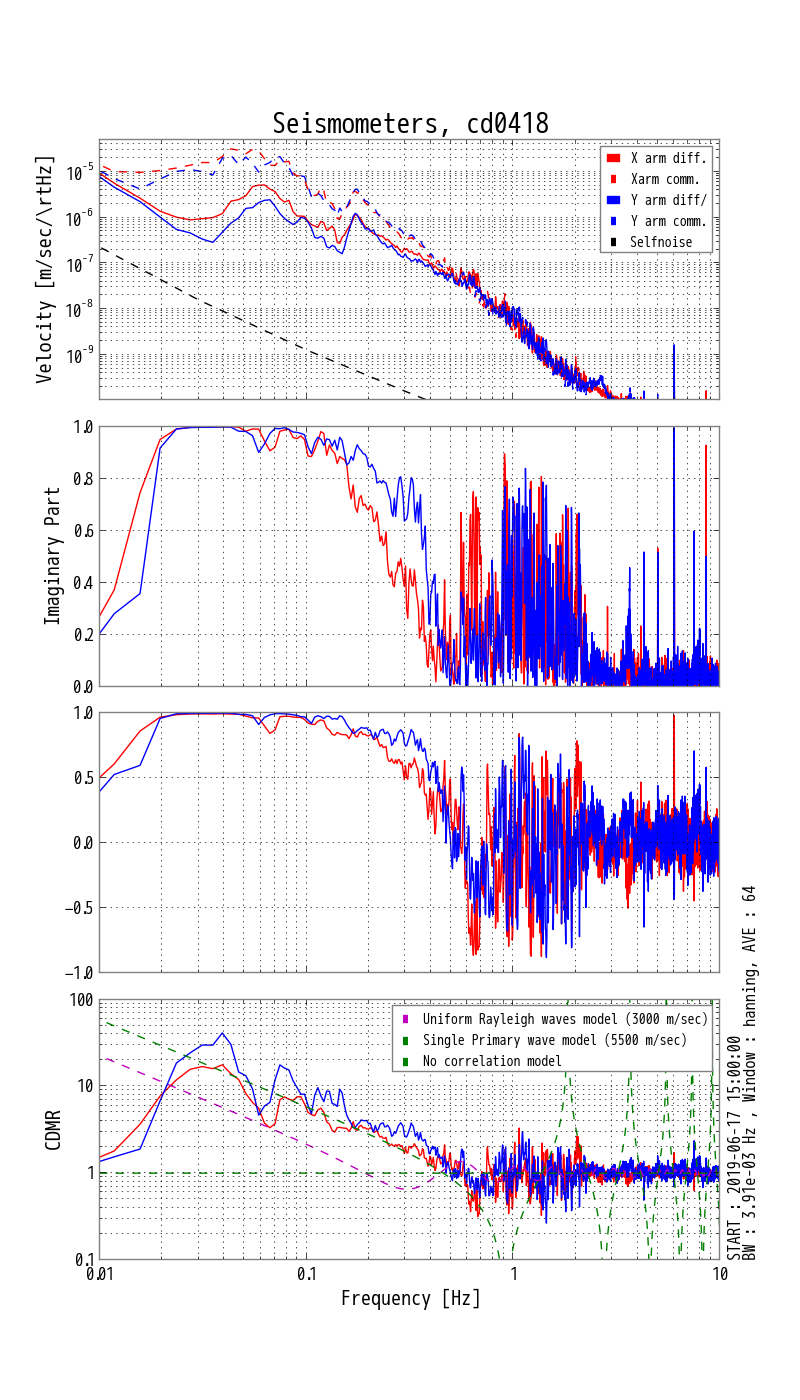 Seismometers, cd0418
Velocity [m/sec/\rtHz]
10^-5
10^-6
10^-7
10^-8
10^-9
X arm diff.
Xarm comm.
Y arm diff/
Y arm comm.
Selfnoise
Imaginary Part
1.0
0.8
0.6
0.4
0.2
0.0
1.0
0.5
0.0
−0.5
−1.0
CDMR
100
10
1
0.1
Uniform Rayleigh waves model (3000 m/sec)
Single Primary wave model (5500 m/sec)
No correlation model
0.01 0.1 1 10
Frequency [Hz]
START : 2019-06-17 15:00:00
BW : 3.91e-03 Hz , Window : hanning, AVE : 64